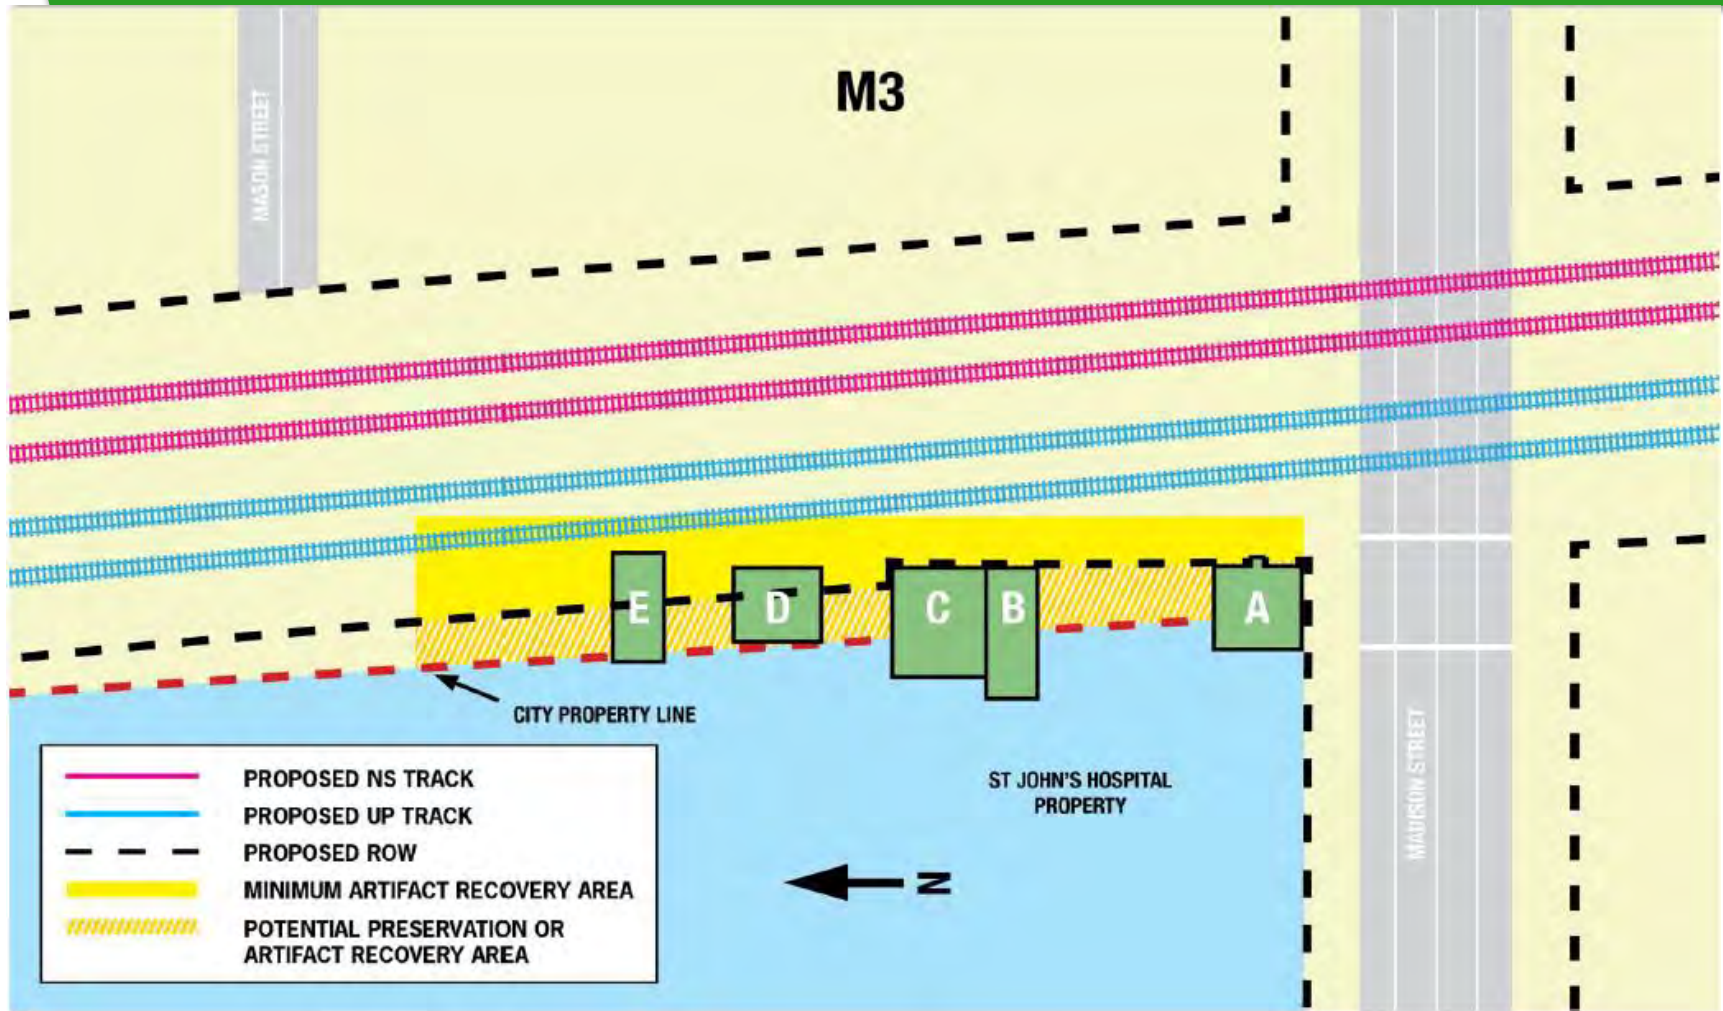 M3
MASON STREET
E
D
C
B
A
CITY PROPERTY LINE
ST JOHN'S HOSPITAL
PROPERTY
MADISON STREET
N
PROPOSED NS TRACK
PROPOSED UP TRACK
PROPOSED ROW
MINIMUM ARTIFACT RECOVERY AREA
POTENTIAL PRESERVATION OR
ARTIFACT RECOVERY AREA